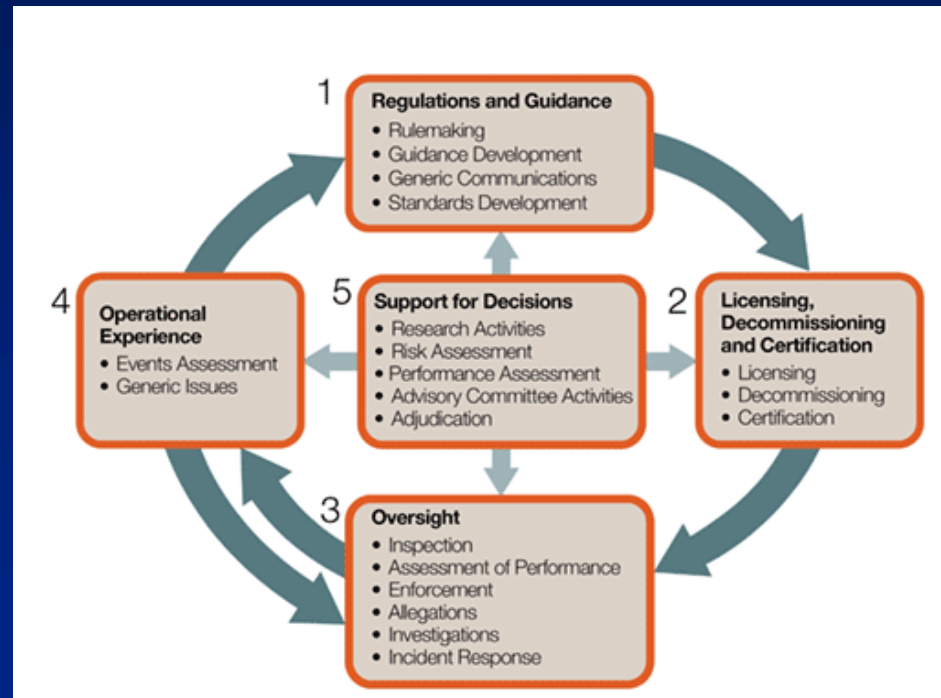 1
Regulations and Guidance
• Rulemaking
• Guidance Development
• Generic Communications
• Standards Development
4
Operational
Experience
• Events Assessment
• Generic Issues
5
Support for Decisions
• Research Activities
• Risk Assessment
• Performance Assessment
• Advisory Committee Activities
• Adjudication
2
Licensing,
Decommissioning
and Certification
• Licensing
• Decommissioning
• Certification
3
Oversight
• Inspection
• Assessment of Performance
• Enforcement
• Allegations
• Investigations
• Incident Response